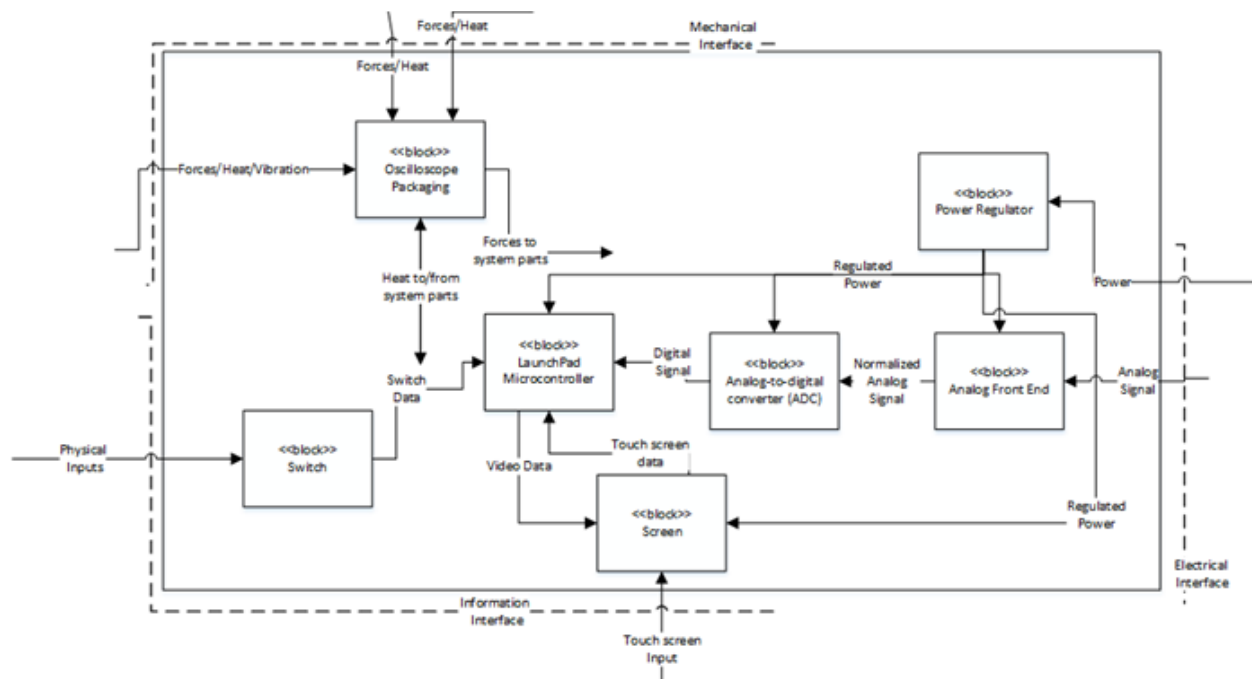 Forces/Heat
Mechanical
Interface
Forces/Heat
<<block>>
Oscilloscope
Packaging
Forces/Heat/Vibration
<<block>>
Power Regulator
Forces to
system parts
Heat to/from
system parts
Regulated
Power
Power
<<block>>
LaunchPad
Microcontroller
Digital
Signal
<<block>>
Analog-to-digital
converter (ADC)
Normalized
Analog
Signal
<<block>>
Analog Front End
Analog
Signal
Switch
Data
Physical
Inputs
<<block>>
Switch
Video Data
Touch screen
data
<<block>>
Screen
Regulated
Power
Electrical
Interface
Information
Interface
Touch screen
Input